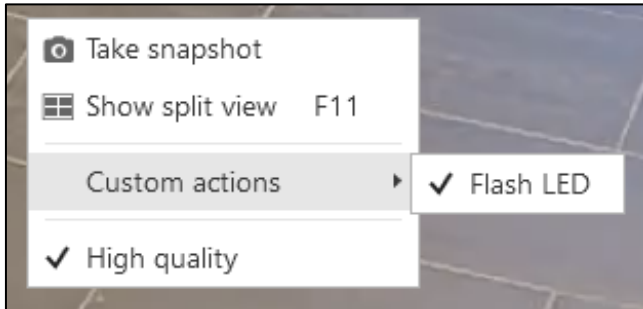 Take snapshot
Show split view F11
Custom actions
Flash LED
High quality